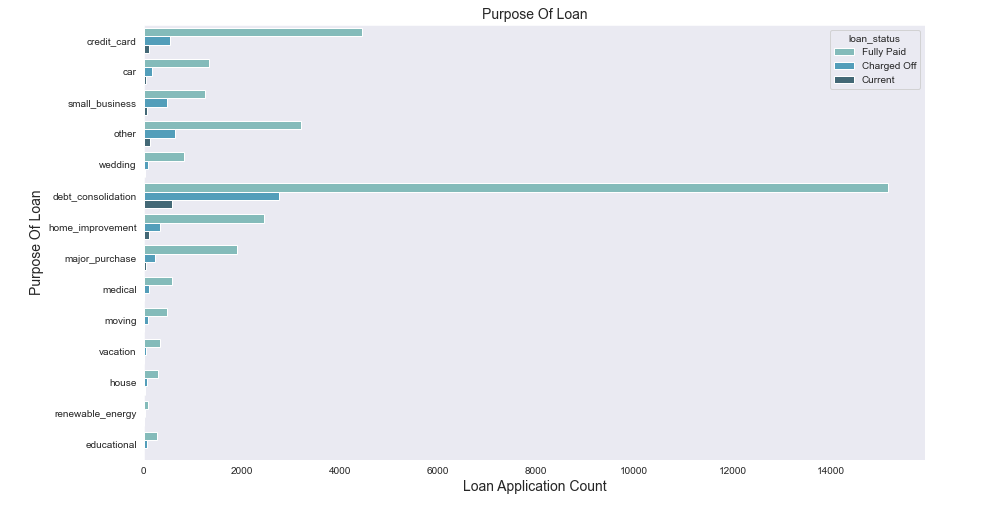 Purpose Of Loan
loan_status
Fully Paid
Charged Off
Current
Purpose Of Loan
credit_card
car
small_business
other
wedding
debt_consolidation
home_improvement
major_purchase
medical
moving
vacation
house
renewable_energy
educational
0 2000 4000 6000 8000 10000 12000 14000
Loan Application Count